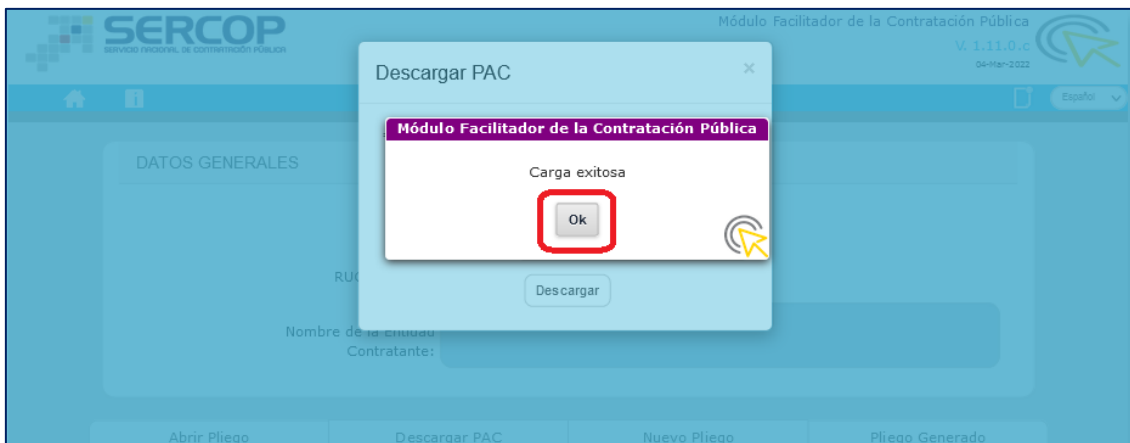 SERCOP
SERVICIO NACIONAL DE CONTRATACIÓN PÚBLICA
Módulo Facilitador de la Contratación Pública
V. 1.11.0.c
04-Mar-2022
Español
Descargar PAC
×
Módulo Facilitador de la Contratación Pública
Carga exitosa
Ok
Descargar
DATOS GENERALES
RUC
Nombre de la Entidad
Contratante:
Abrir Pliego
Descargar PAC
Nuevo Pliego
Pliego Generado